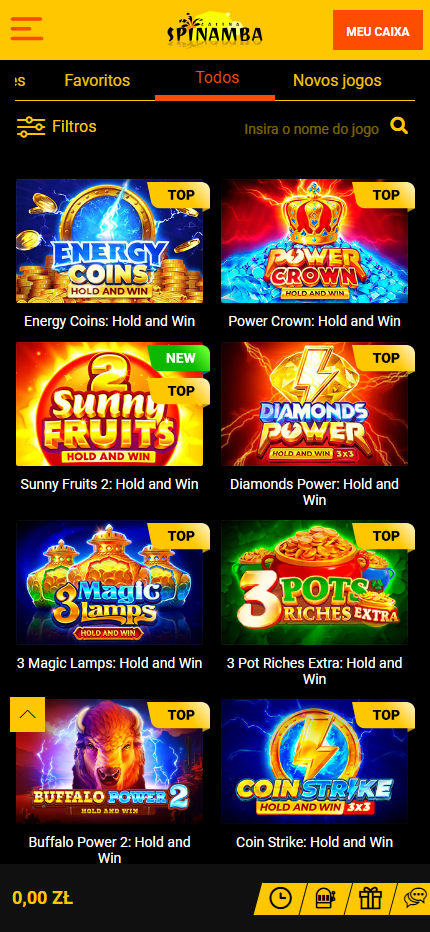 CASINO
SPINAMBA
MEU CAIXA
es
Favoritos
Todos
Novos jogos
Filtros
Insira o nome do jogo
TOP
ENERGY
COINS
HOLD AND WIN
Energy Coins: Hold and Win
TOP
POWER
CROWN
HOLD AND WIN
Power Crown: Hold and Win
NEW
TOP
2
Sunny
FRUITS
HOLD AND WIN
Sunny Fruits 2: Hold and Win
TOP
DIAMONDS
POWER
HOLD AND WIN 3X3
Diamonds Power: Hold and
Win
TOP
3 Magic
Lamps
HOLD AND WIN
3 Magic Lamps: Hold and Win
TOP
3 POTS
RICHES EXTRA
3 Pot Riches Extra: Hold and
Win
TOP
BUFFALO POWER 2
HOLD AND WIN
Buffalo Power 2: Hold and
Win
TOP
COIN STRIKE
HOLD AND WIN 3X3
Coin Strike: Hold and Win
0,00 ZŁ